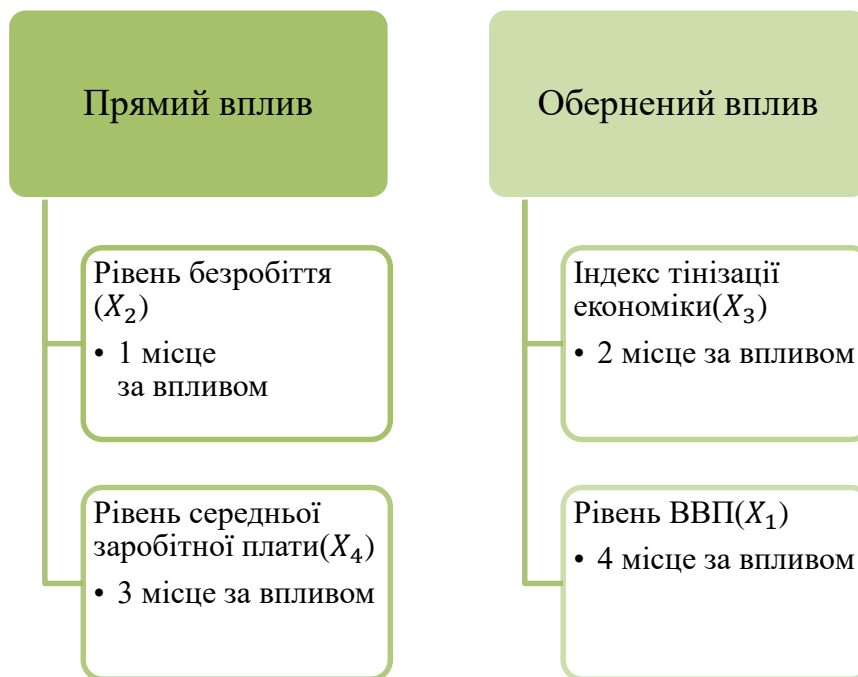 Прямий вплив
Рівень безробіття
(𝑋₂)
• 1 місце
за впливом
Рівень середньої
заробітної плати(𝑋₄)
• 3 місце за впливом
Обернений вплив
Індекс тінізації
економіки(𝑋₃)
• 2 місце за впливом
Рівень ВВП(𝑋₁)
• 4 місце за впливом